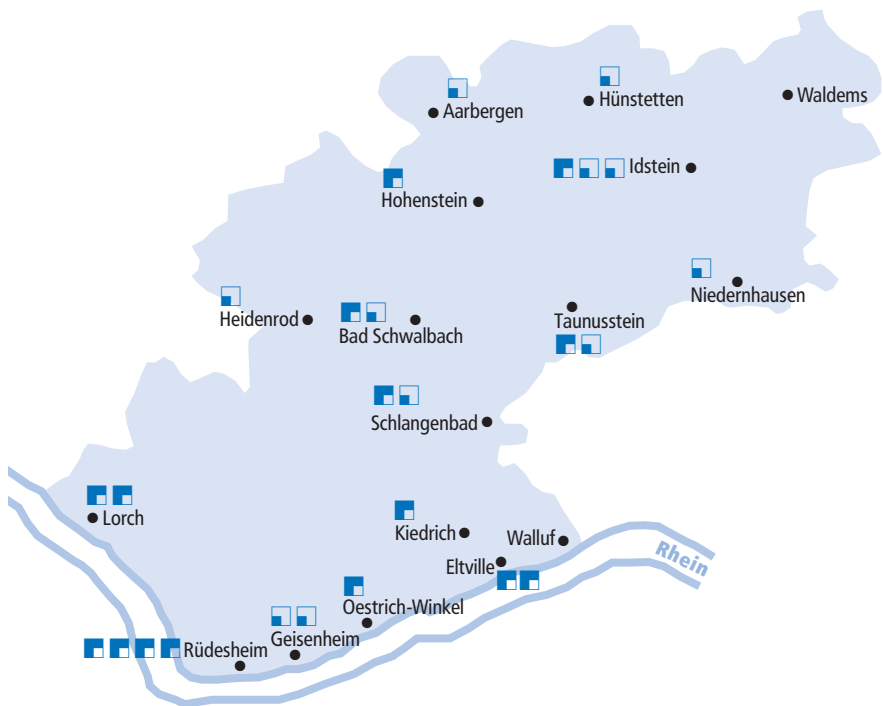 Waldems
Hünstetten
Aarbergen
Idstein
Hohenstein
Niedernhausen
Heidenrod
Bad Schwalbach
Taunusstein
Schlangenbad
Lorch
Kiedrich
Walluf
Rhein
Eltville
Oestrich-Winkel
Geisenheim
Rüdesheim